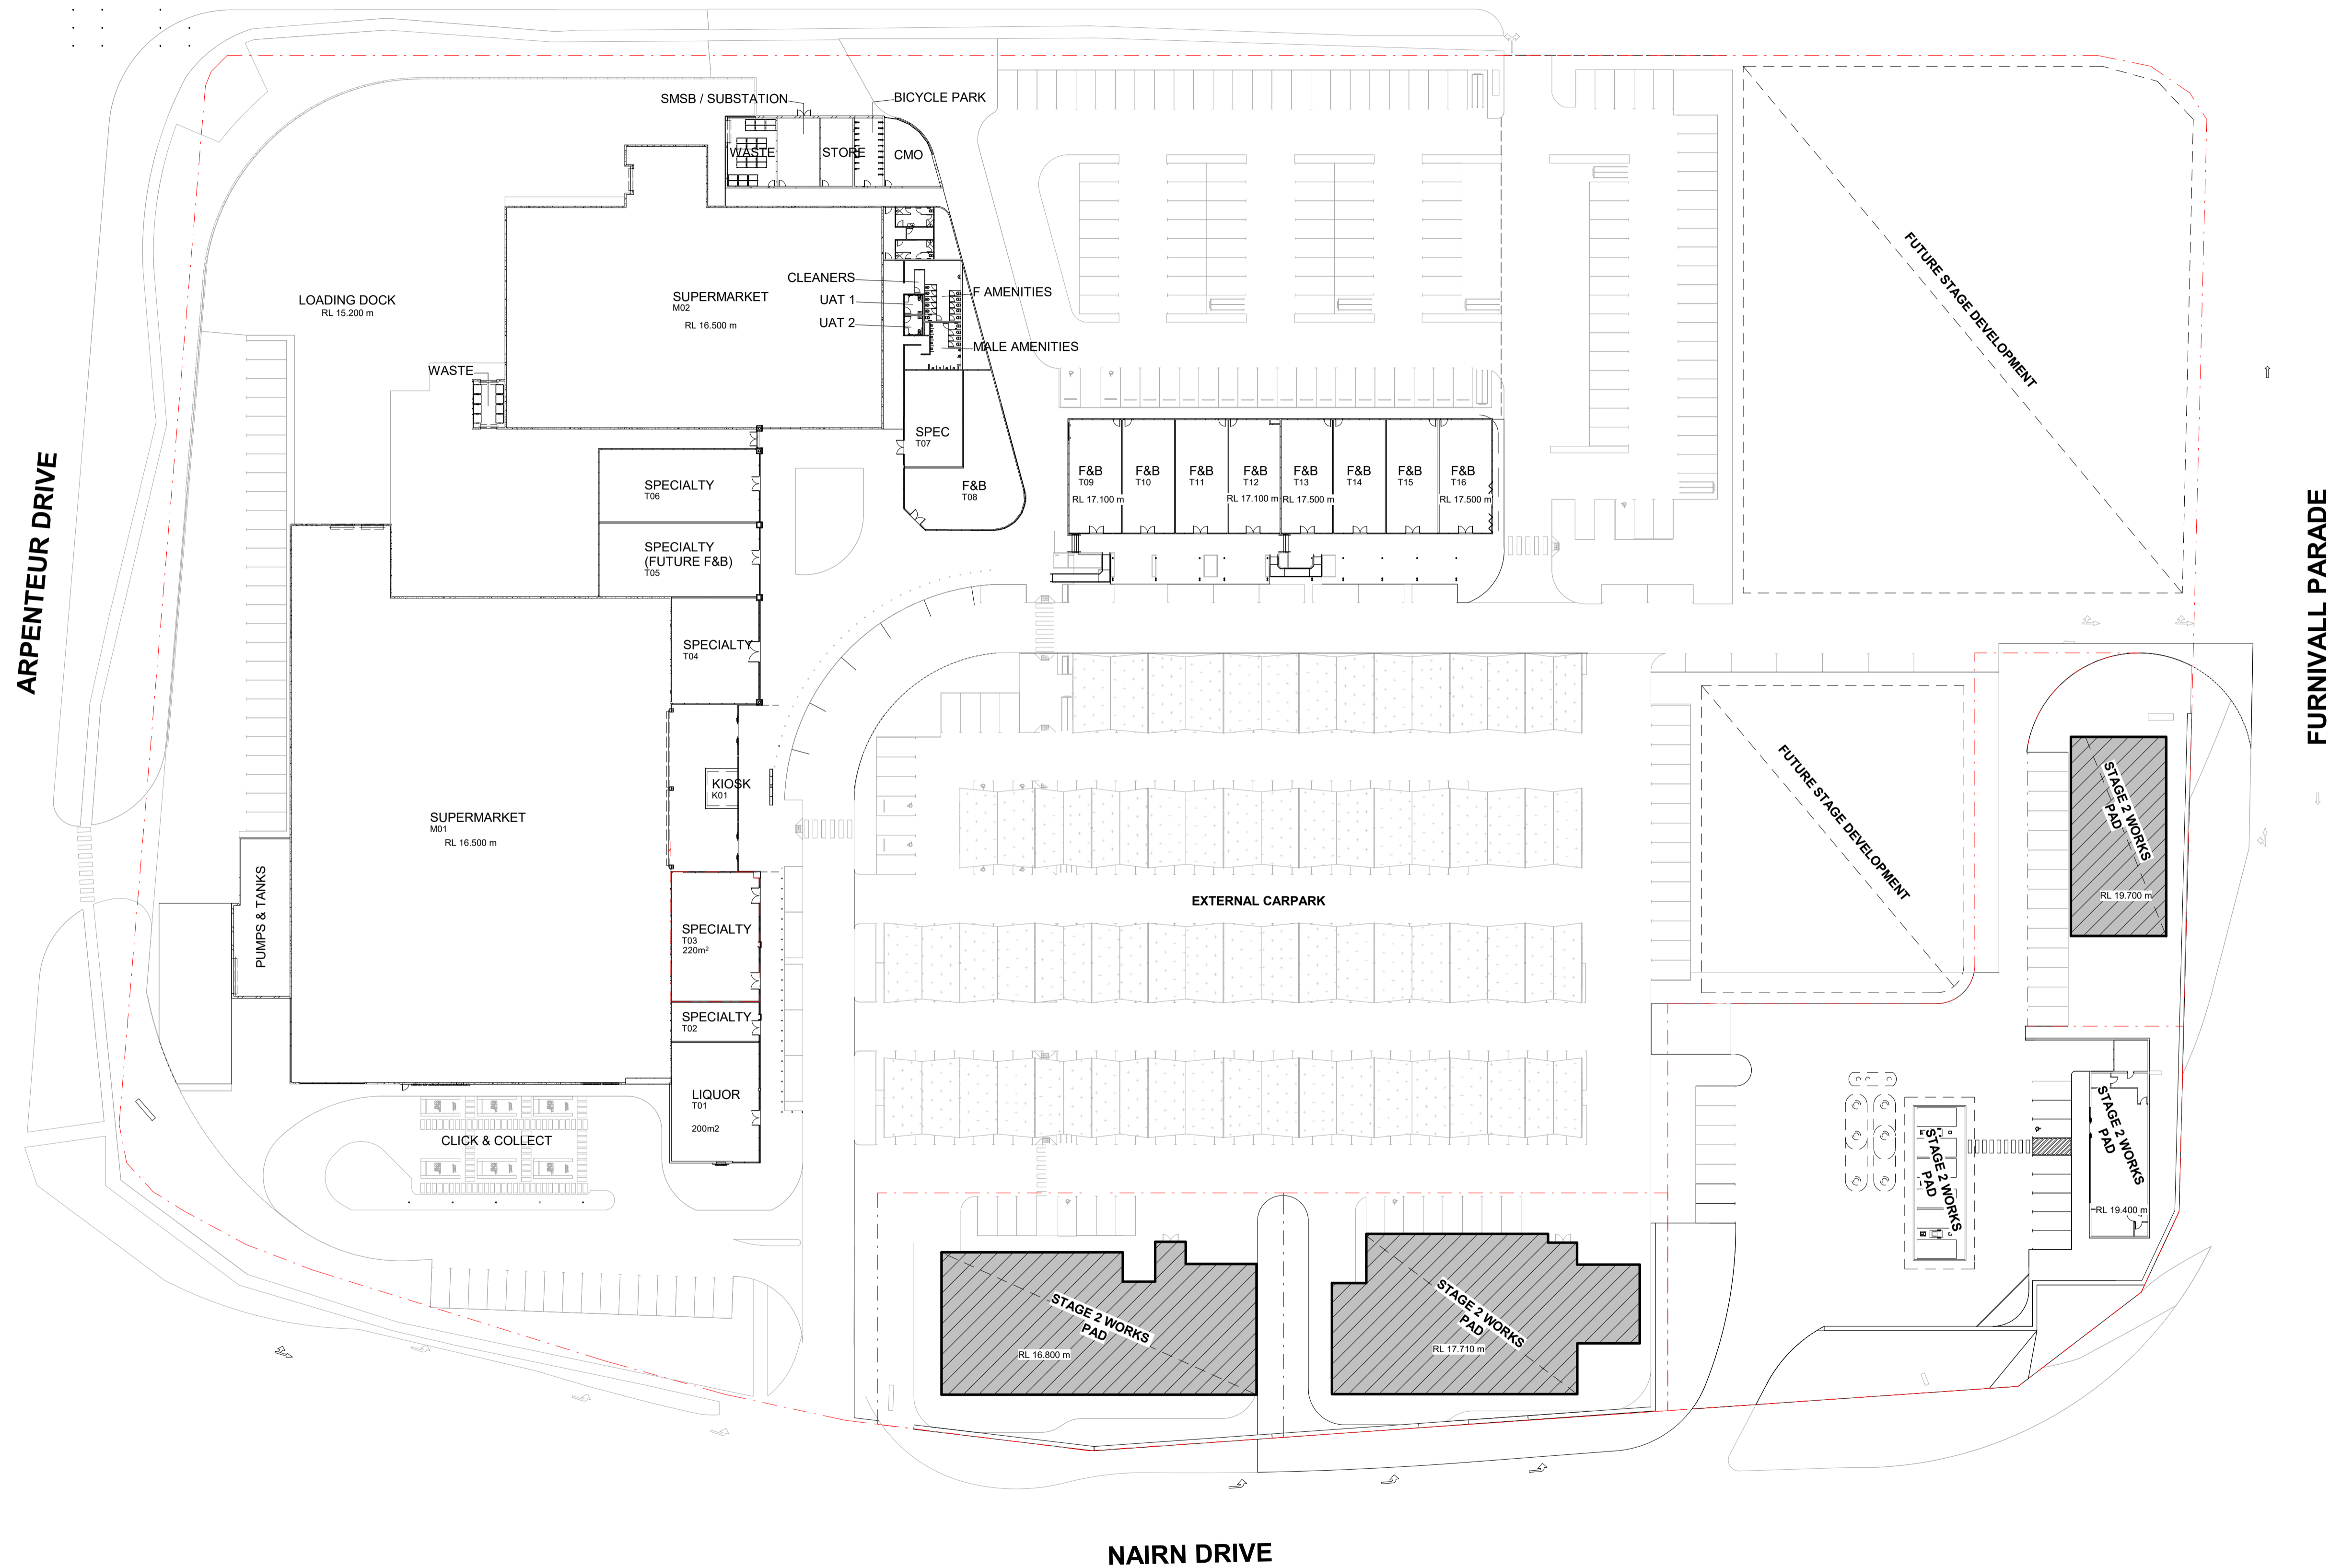 SMSB / SUBSTATION
BICYCLE PARK
WASTE
STORE
CMO
CLEANERS
F AMENITIES
UAT 1
UAT 2
MALE AMENITIES
LOADING DOCK
RL 15.200 m
SUPERMARKET
M02
RL 16.500 m
WASTE
SPEC
T07
F&B
T08
SPECIALTY
T06
SPECIALTY
(FUTURE F&B)
T05
F&B
T09
RL 17.100 m
F&B
T10
F&B
T11
F&B
T12
RL 17.100 m
F&B
T13
RL 17.500 m
F&B
T14
F&B
T15
F&B
T16
RL 17.500 m
FUTURE STAGE DEVELOPMENT
ARPENTEUR DRIVE
FURNIVALL PARADE
SPECIALTY
T04
KIOSK
K01
SUPERMARKET
M01
RL 16.500 m
PUMPS & TANKS
SPECIALTY
T03
220m²
SPECIALTY
T02
LIQUOR
T01
200m2
CLICK & COLLECT
EXTERNAL CARPARK
FUTURE STAGE DEVELOPMENT
STAGE 2 WORKS
PAD
RL 19.700 m
STAGE 2 WORKS
PAD
STAGE 2 WORKS
PAD
RL 19.400 m
STAGE 2 WORKS
PAD
RL 16.800 m
STAGE 2 WORKS
PAD
RL 17.710 m
NAIRN DRIVE